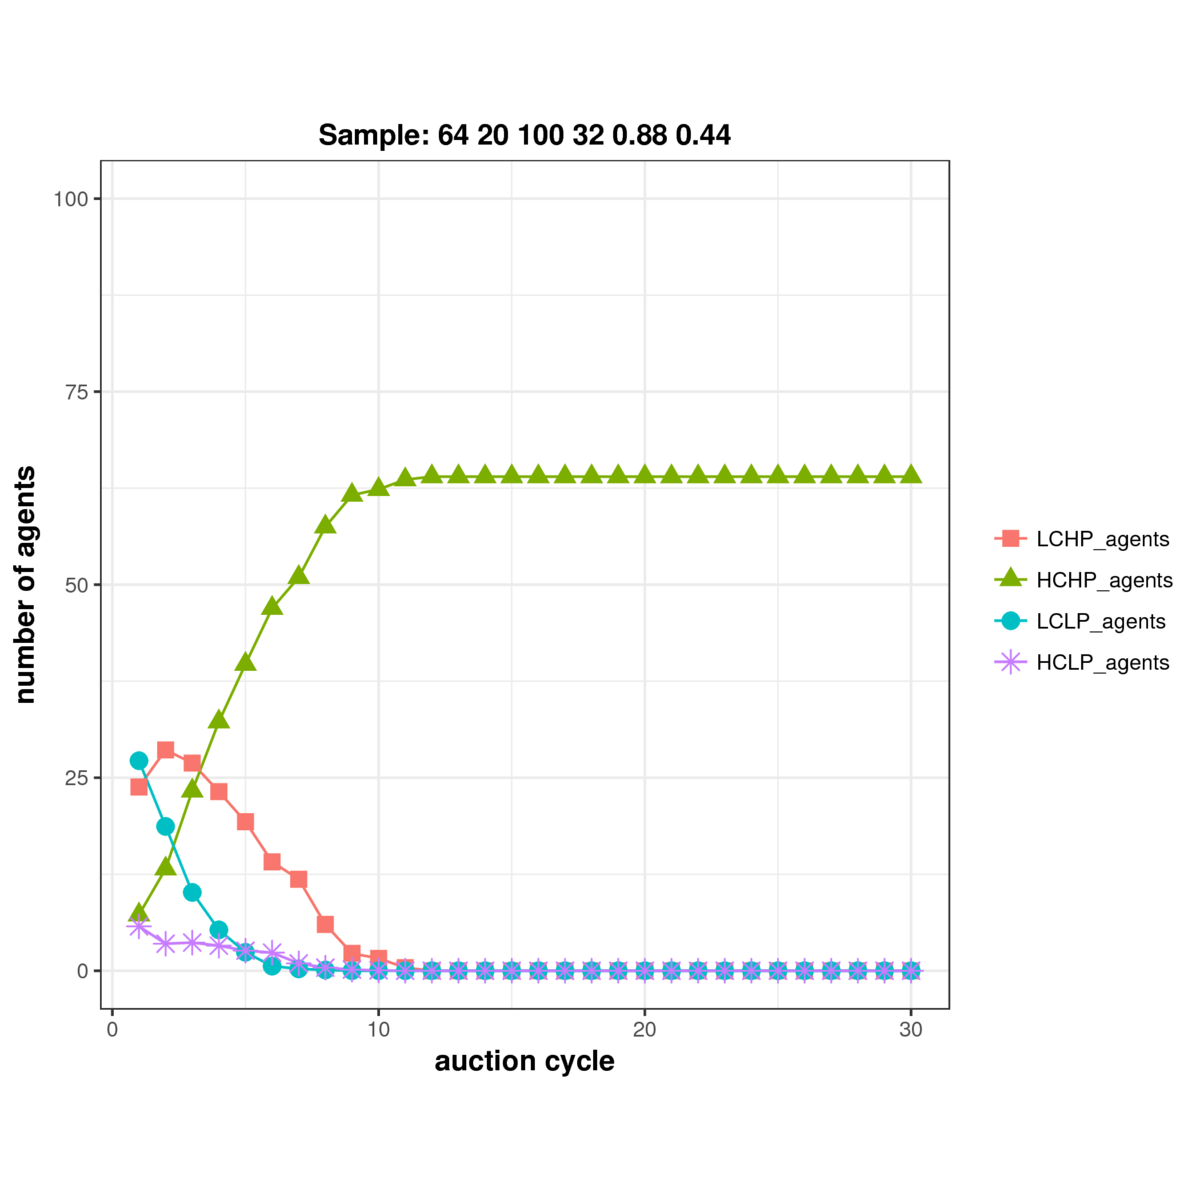 Sample: 64 20 100 32 0.88 0.44
100
75
50
25
0
number of agents
0 10 20 30
auction cycle
LCHP_agents
HCHP_agents
LCLP_agents
HCLP_agents